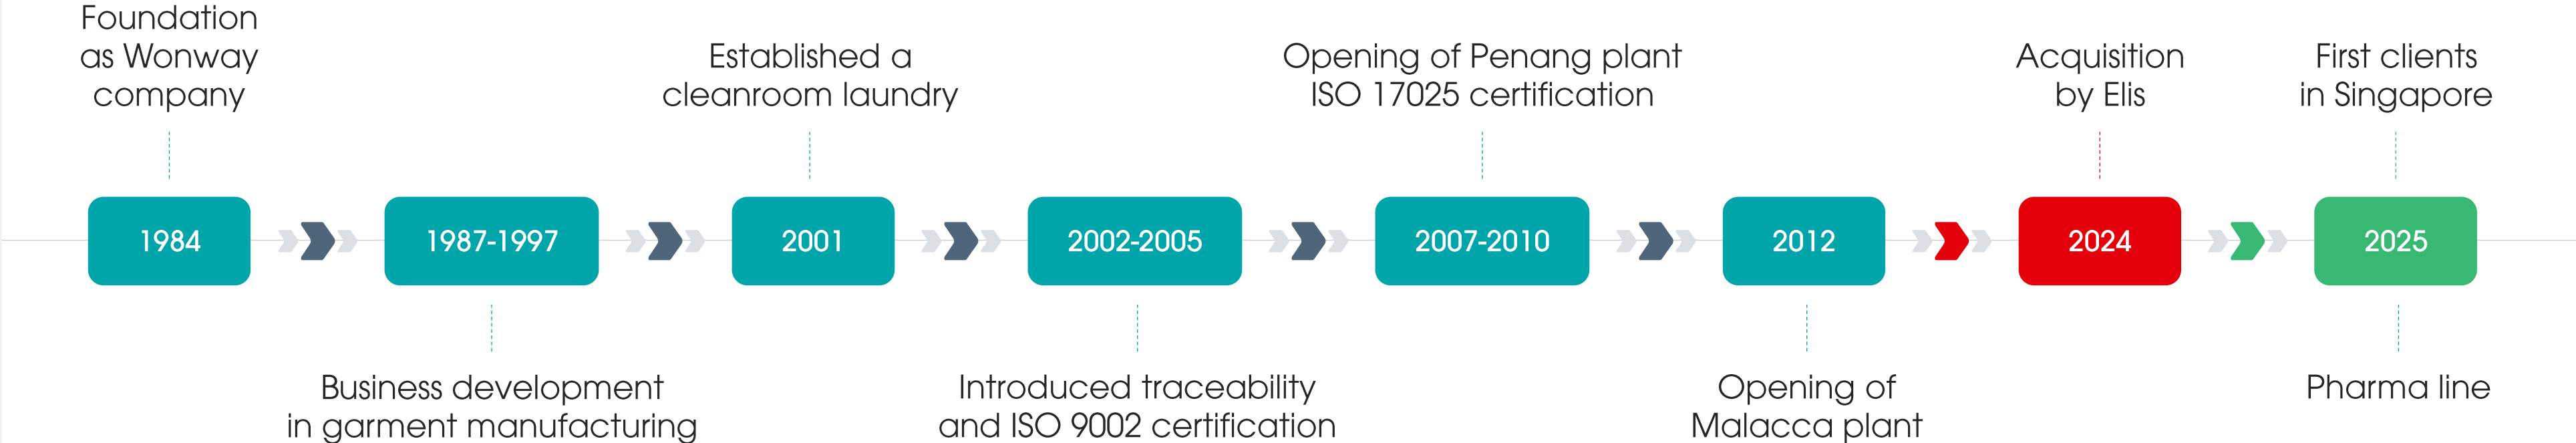 Foundation
as Wonway
company
Established a
cleanroom laundry
Opening of Penang plant
ISO 17025 certification
Acquisition
by Elis
First clients
in Singapore
1984
1987-1997
2001
2002-2005
2007-2010
2012
2024
2025
Business development
in garment manufacturing
Introduced traceability
and ISO 9002 certification
Opening of
Malacca plant
Pharma line